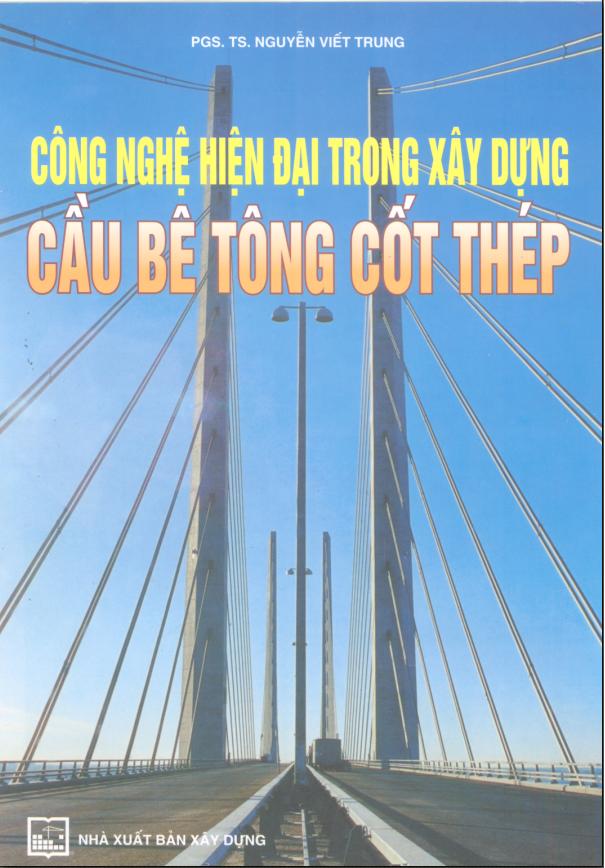 PGS. TS. NGUYỄN VIẾT TRUNG
CÔNG NGHỆ HIỆN ĐẠI TRONG XÂY DỰNG
CẦU BÊ TÔNG CỐT THÉP
NHÀ XUẤT BẢN XÂY DỰNG